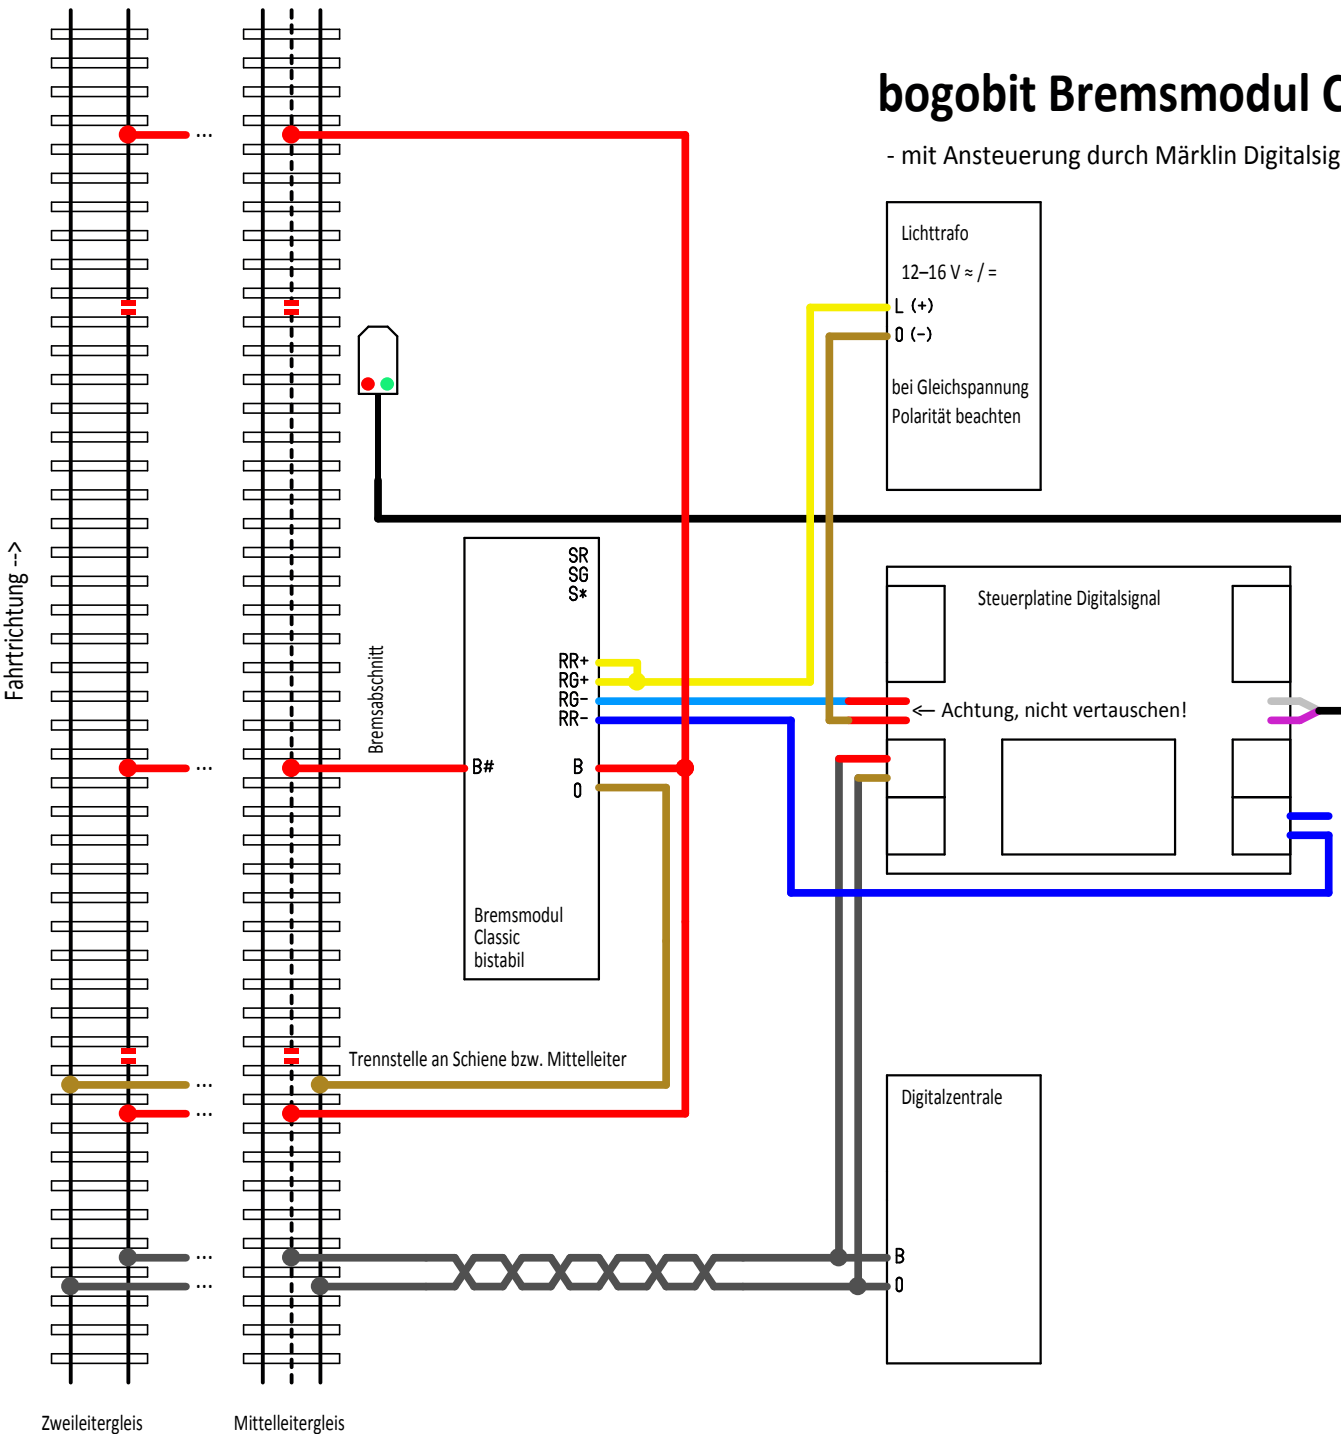 bogobit Bremsmodul C
- mit Ansteuerung durch Märklin Digitalsig
...
...
...
...
...
...
Fahrtrichtung -->
Bremsabschnitt
Lichttrafo
12–16 V ≈ / =
L (+)
0 (-)
bei Gleichspannung
Polarität beachten
SR
SG
S*
RR+
RG+
RG-
RR-
B#
B
0
Bremsmodul
Classic
bistabil
Steuerplatine Digitalsignal
<— Achtung, nicht vertauschen!
Trennstelle an Schiene bzw. Mittelleiter
Digitalzentrale
B
0
Zweileitergleis
Mittelleitergleis